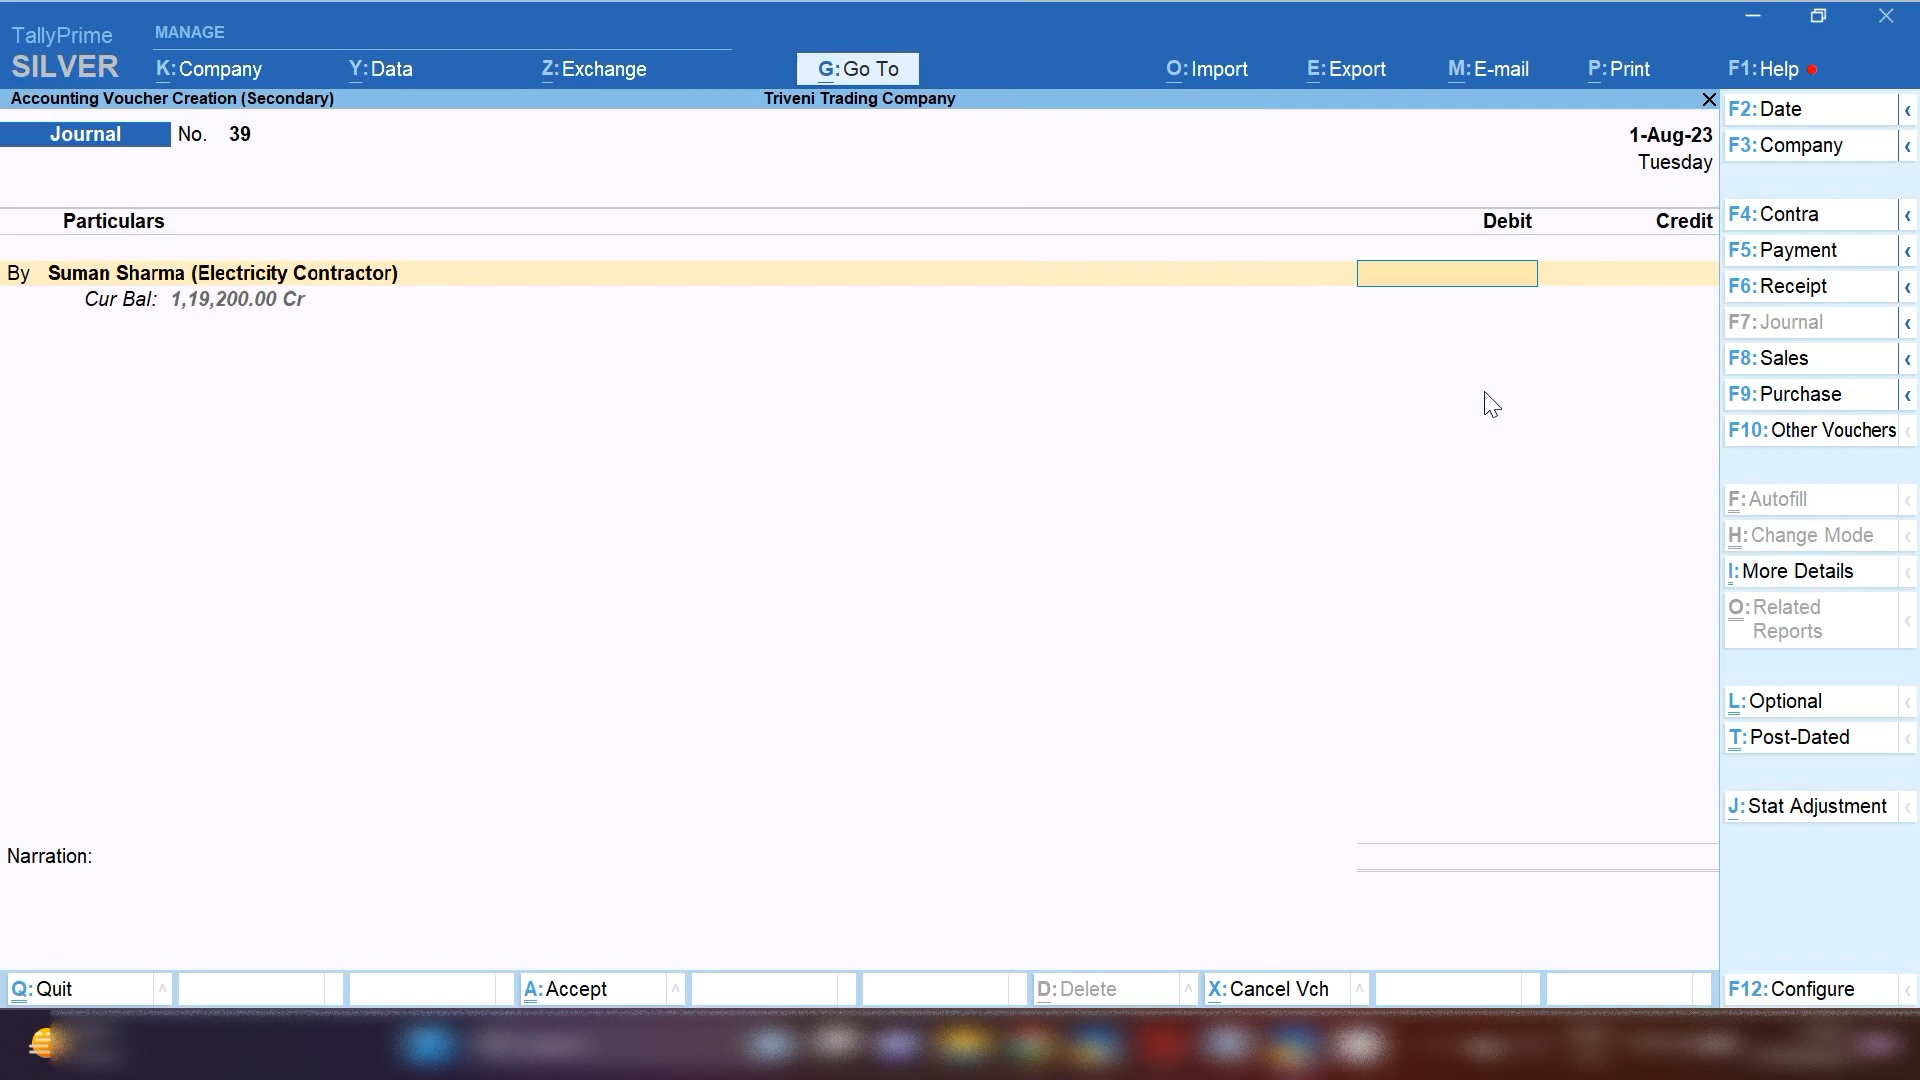 TallyPrime
SILVER
MANAGE
K: Company Y: Data Z: Exchange G: Go To O: Import E: Export M: E-mail P: Print F1: Help
Accounting Voucher Creation (Secondary) Triveni Trading Company
Journal No. 39 1-Aug-23
Tuesday
Particulars Debit Credit
By Suman Sharma (Electricity Contractor)
Cur Bal: 1,19,200.00 Cr
Narration:
F2: Date
F3: Company
F4: Contra
F5: Payment
F6: Receipt
F7: Journal
F8: Sales
F9: Purchase
F10: Other Vouchers
F: Autofill
H: Change Mode
I: More Details
O: Related
Reports
L: Optional
T: Post-Dated
J: Stat Adjustment
Q: Quit A: Accept D: Delete X: Cancel Vch F12: Configure